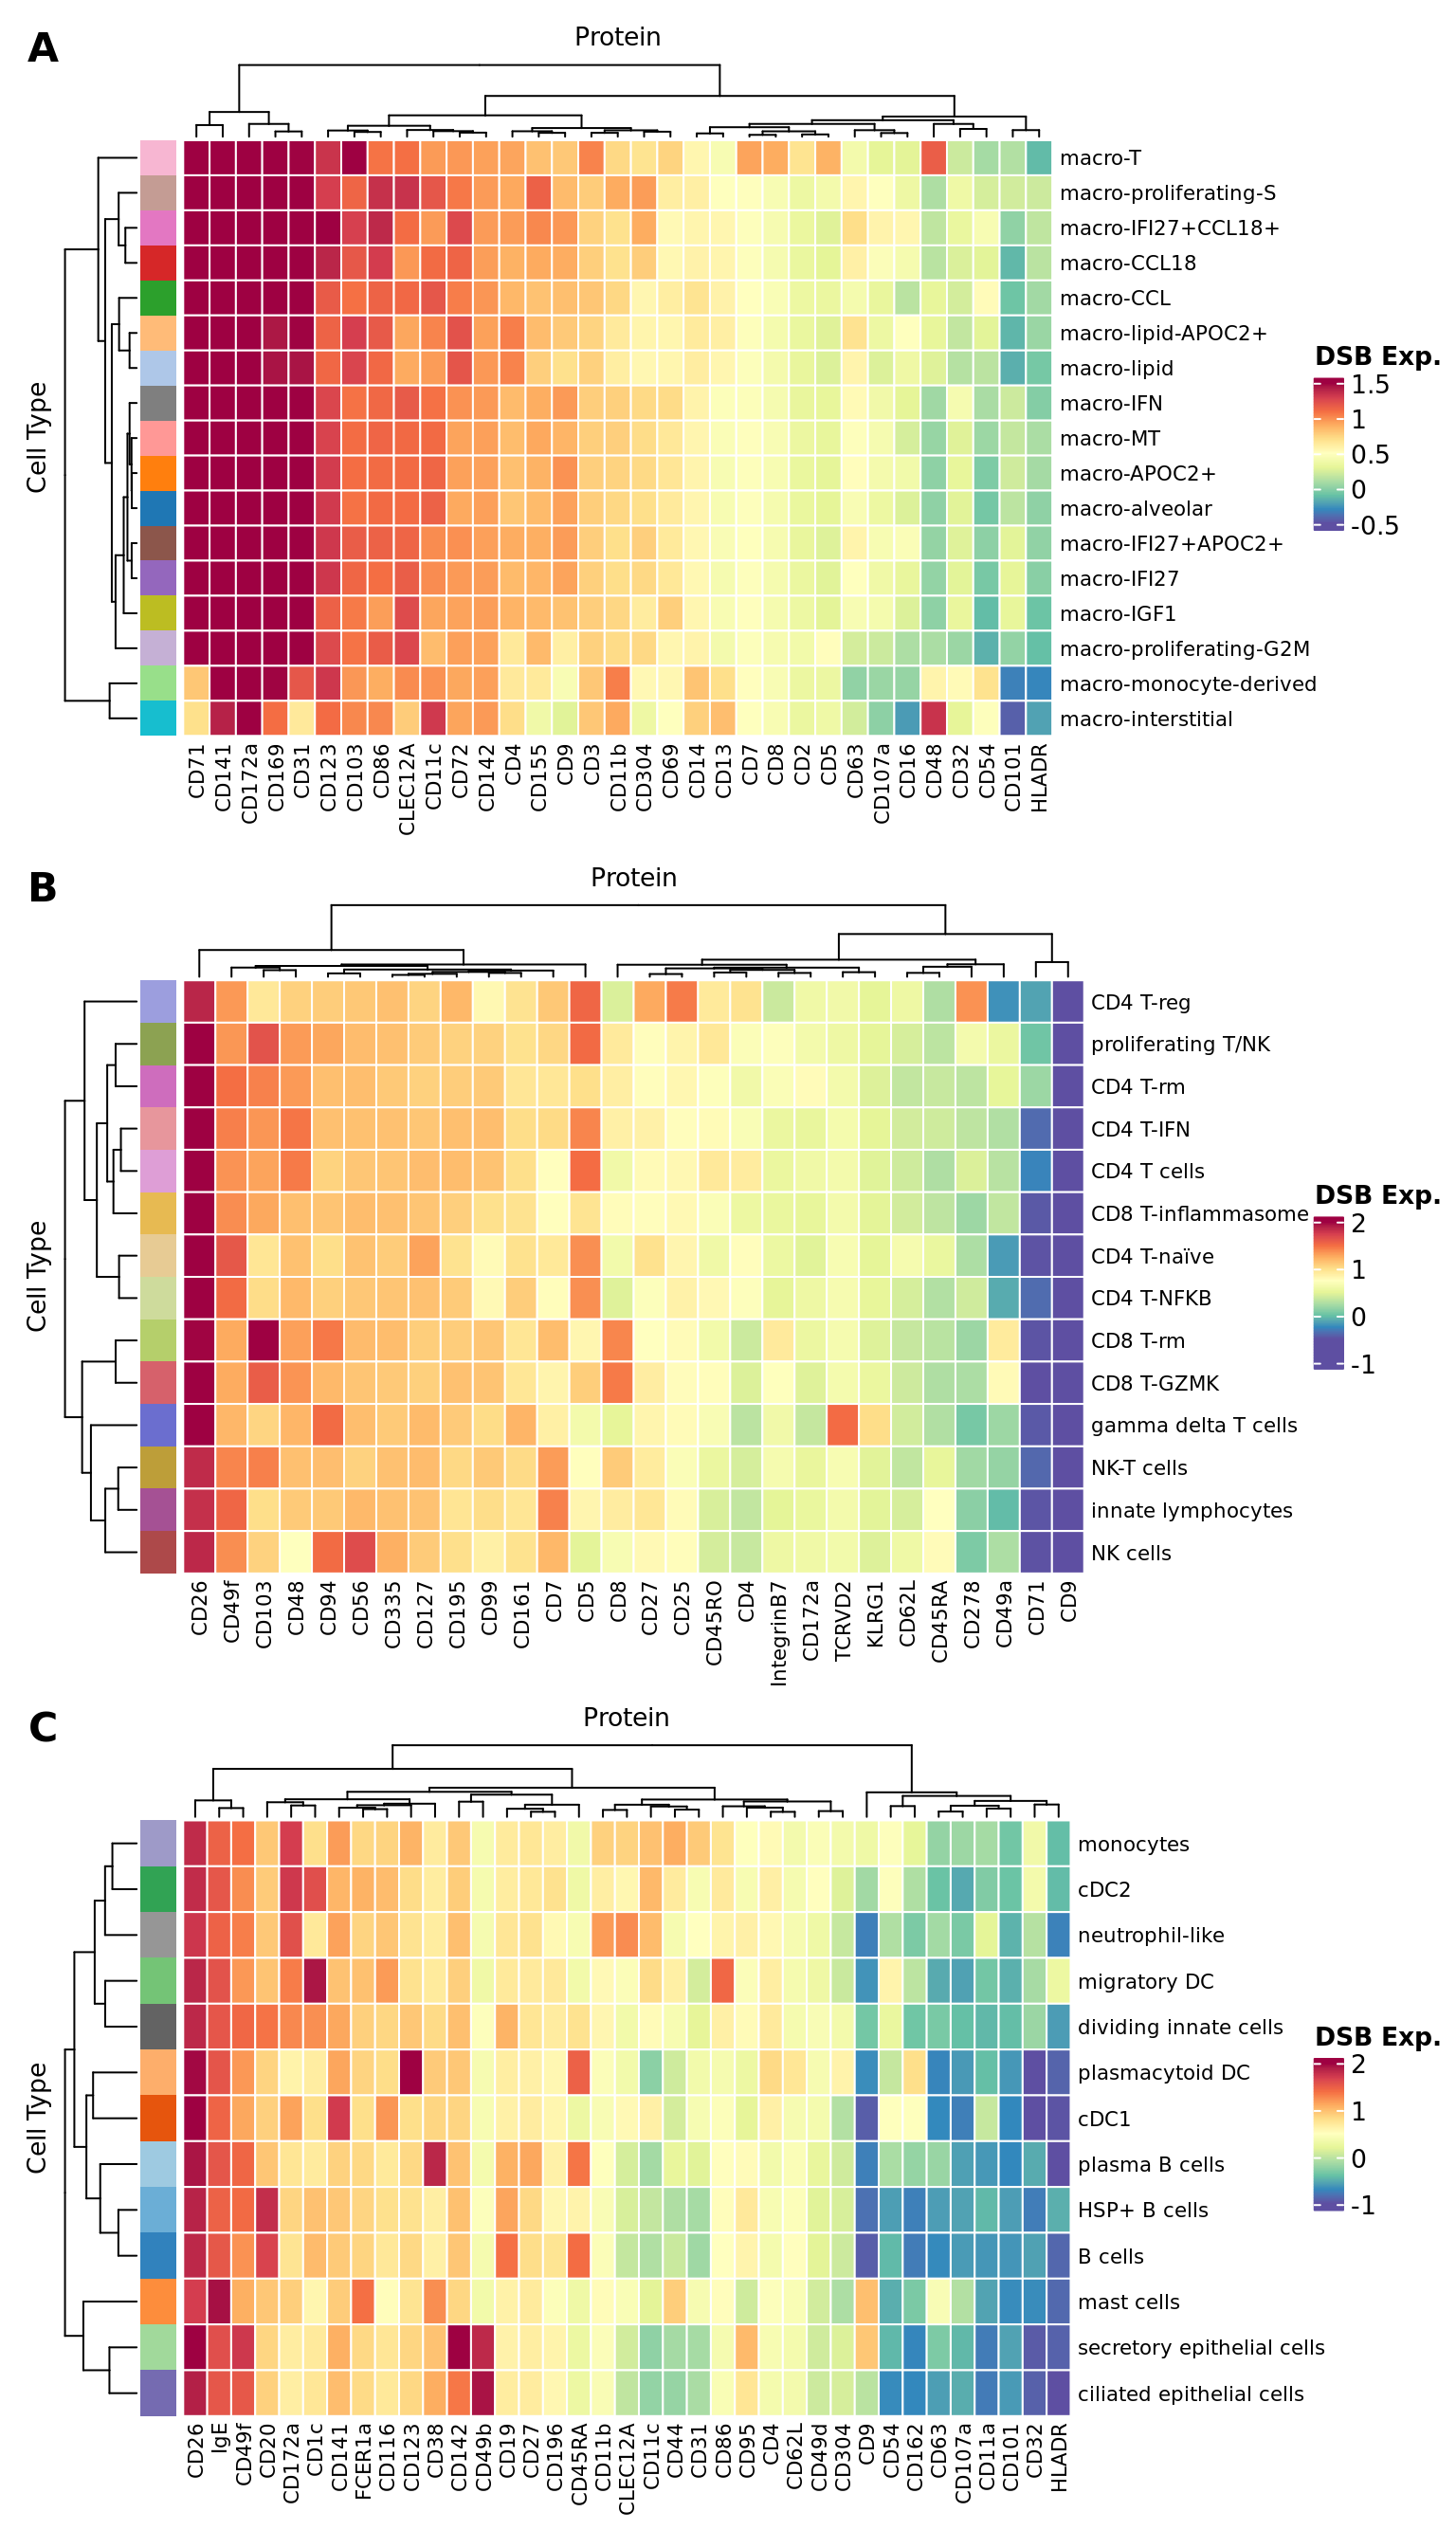 A
Protein
Cell Type
macro-T
macro-proliferating-S
macro-IFI27+CCL18+
macro-CCL18
macro-CCL
macro-lipid-APOC2+
macro-lipid
macro-IFN
macro-MT
macro-APOC2+
macro-alveolar
macro-IFI27+APOC2+
macro-IFI27
macro-IGF1
macro-proliferating-G2M
macro-monocyte-derived
macro-interstitial
DSB Exp.
1.5
1
0.5
0
-0.5
CD71
CD141
CD172a
CD169
CD31
CD123
CD103
CD86
CLEC12A
CD11c
CD72
CD142
CD4
CD155
CD9
CD3
CD11b
CD304
CD69
CD14
CD13
CD7
CD8
CD2
CD5
CD63
CD107a
CD16
CD48
CD32
CD54
CD101
HLADR
B
Protein
Cell Type
CD4 T-reg
proliferating T/NK
CD4 T-rm
CD4 T-IFN
CD4 T cells
CD8 T-inflammasome
CD4 T-naïve
CD4 T-NFKB
CD8 T-rm
CD8 T-GZMK
gamma delta T cells
NK-T cells
innate lymphocytes
NK cells
DSB Exp.
2
1
0
-1
CD26
CD49f
CD103
CD48
CD94
CD56
CD335
CD127
CD195
CD99
CD161
CD7
CD5
CD8
CD27
CD25
CD45RO
CD4
IntegrinB7
CD172a
TCRVD2
KLRG1
CD62L
CD45RA
CD278
CD49a
CD71
CD9
C
Protein
Cell Type
monocytes
cDC2
neutrophil-like
migratory DC
dividing innate cells
plasmacytoid DC
cDC1
plasma B cells
HSP+ B cells
B cells
mast cells
secretory epithelial cells
ciliated epithelial cells
DSB Exp.
2
1
0
-1
CD26
IgE
CD49f
CD20
CD172a
CD1c
CD141
FCER1a
CD116
CD123
CD38
CD142
CD49b
CD19
CD27
CD196
CD45RA
CD11b
CLEC12A
CD11c
CD44
CD31
CD86
CD95
CD4
CD62L
CD49d
CD304
CD9
CD54
CD162
CD63
CD107a
CD11a
CD101
CD32
HLADR